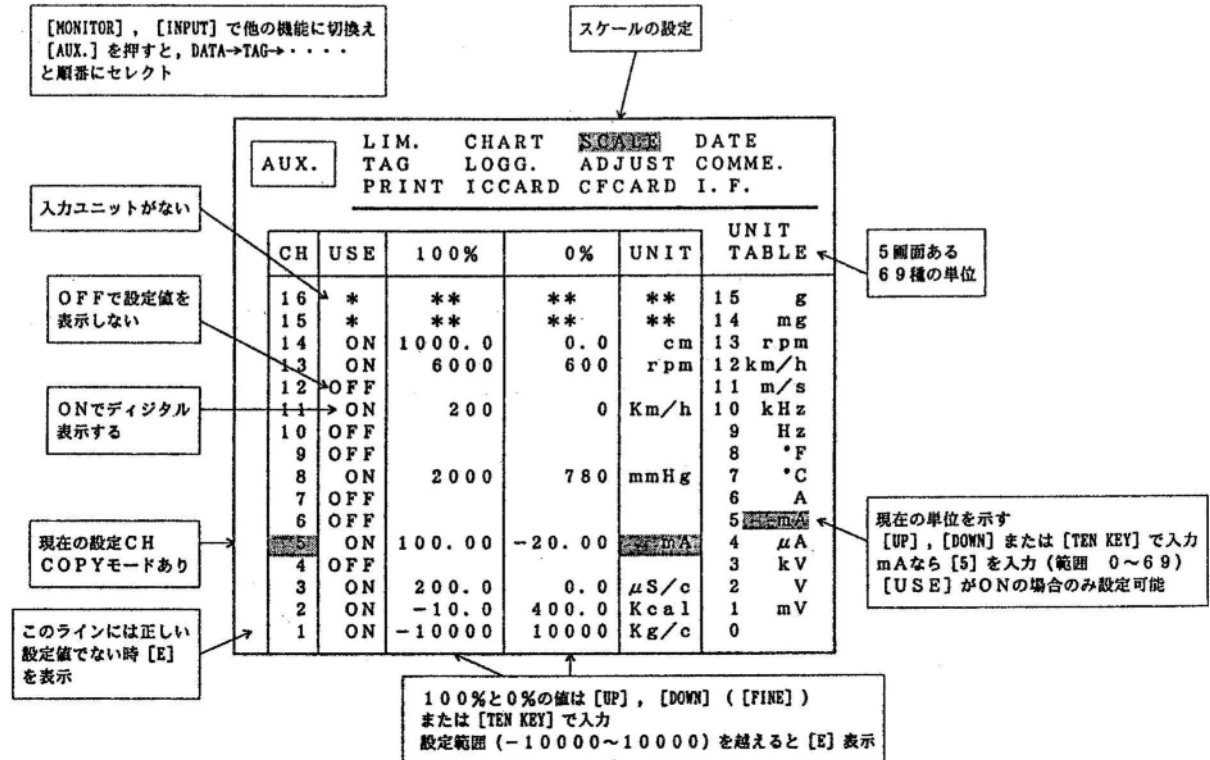 [MONITOR],[INPUT]で他の機能に切換え
[AUX.]を押すと,DATA→TAG→・・・・
と順番にセレクト
スケールの設定
AUX.
LIM. CHART SCALE DATE
TAG LOGG. ADJUST COMME.
PRINT ICCARD CFCARD I.F.
入力ユニットがない
OFFで設定値を
表示しない
ONでディジタル
表示する
現在の設定CH
COPYモードあり
このラインには正しい
設定値でない時[E]
を表示
CH USE 100% 0% UNIT UNIT TABLE
16 * ** ** ** 15 g
15 * ** ** ** 14 mg
14 ON 1000.0 0.0 cm 13 rpm
13 ON 6000 600 rpm 12 km/h
12 OFF 11 m/s
11 ON 200 0 Km/h 10 kHz
10 OFF 9 Hz
9 OFF 8 °F
8 ON 2000 780 mmHg 7 °C
7 OFF 6 A
6 OFF 5 mA
5 ON 100.00 -20.00 mA 4 μA
4 OFF 3 kV
3 ON 200.0 0.0 μS/c 2 V
2 ON -10.0 400.0 Kcal 1 mV
1 ON -10000 10000 Kg/c 0
5画面ある
69種の単位
現在の単位を示す
[UP],[DOWN]または[TEN KEY]で入力
mAなら[5]を入力(範囲 0~69)
[USE]がONの場合のみ設定可能
100%と0%の値は[UP],[DOWN]([FINE])
または[TEN KEY]で入力
設定範囲(-10000~10000)を越えると[E]表示